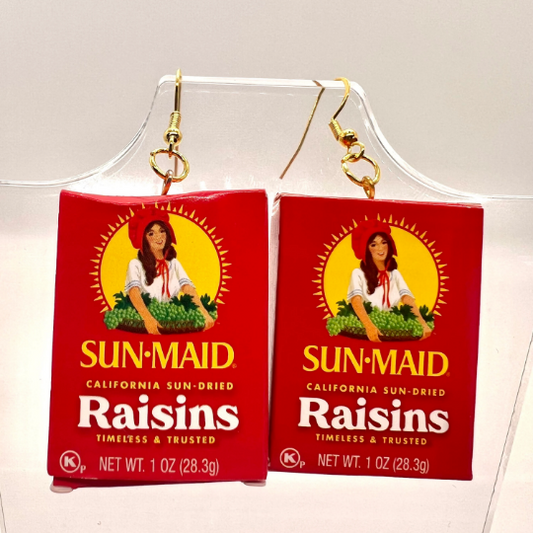 SUN•MAID®
CALIFORNIA SUN-DRIED
Raisins
TIMELESS & TRUSTED
K P NET WT. 1 OZ (28.3g)
SUN•MAID®
CALIFORNIA SUN-DRIED
Raisins
TIMELESS & TRUSTED
K P NET WT. 1 OZ (28.3g)